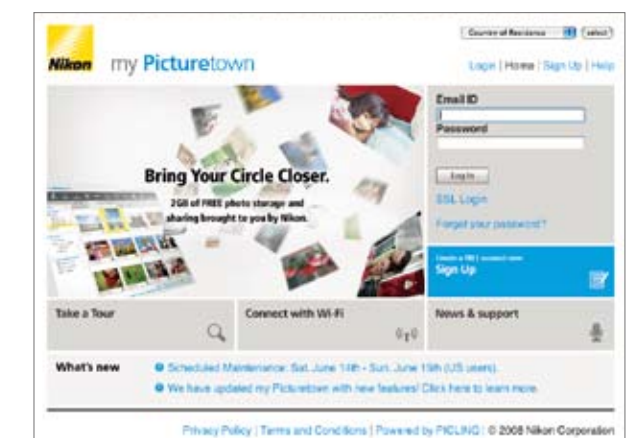 Country of Residence (select)
Nikon my Picturetown
Login | Home | Sign Up | Help
Email ID
Password
Log In
SSL Login
Forgot your password?
Bring Your Circle Closer.
2GB of FREE photo storage and
sharing brought to you by Nikon.
Sign Up
Take a Tour
Connect with Wi-Fi
News & support
What's new
Scheduled Maintenance: Sat. June 14th - Sun. June 15th (US users).
We have updated my Picturetown with new features! Click here to learn more.
Privacy Policy | Terms and Conditions | Powered by PICLING | © 2008 Nikon Corporation